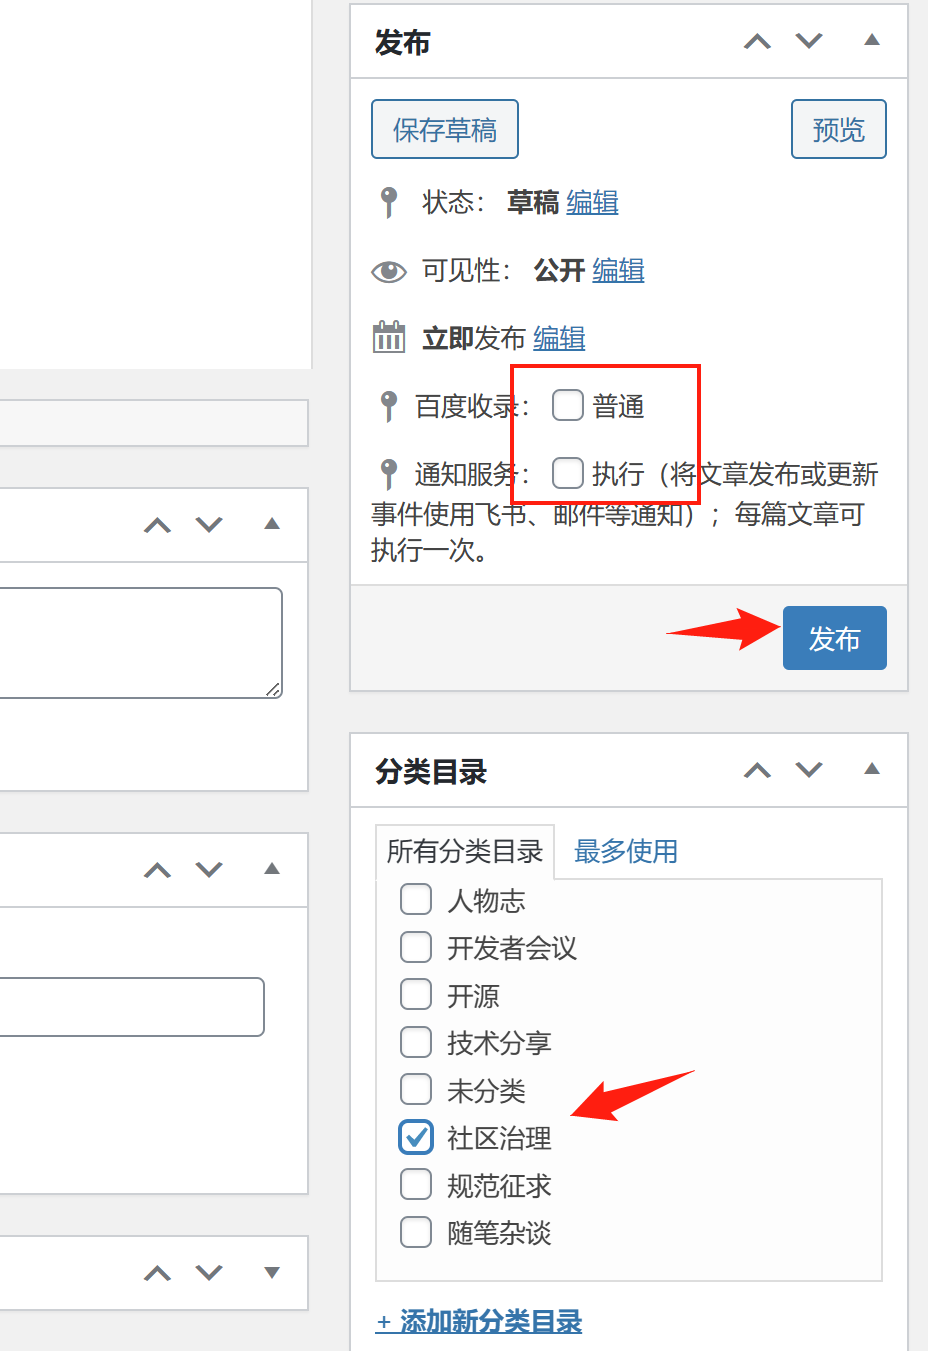 发布
保存草稿
预览
状态： 草稿 编辑
可见性： 公开 编辑
立即发布 编辑
百度收录： 普通
通知服务： 执行（将文章发布或更新
事件使用飞书、邮件等通知）；每篇文章可
执行一次。
发布
分类目录
所有分类目录
最多使用
人物志
开发者会议
开源
技术分享
未分类
社区治理
规范征求
随笔杂谈
+ 添加新分类目录